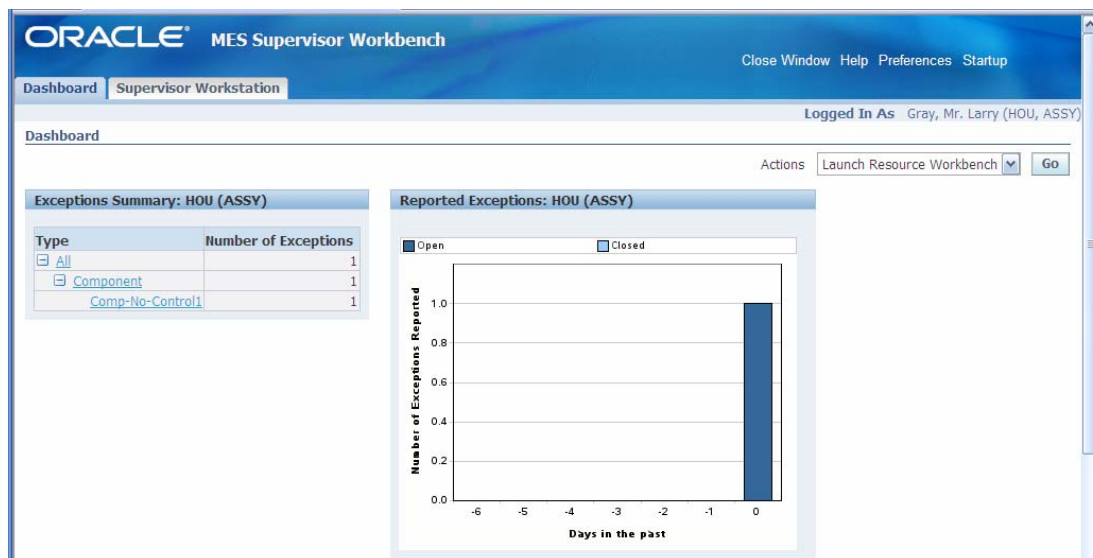 ORACLE® MES Supervisor Workbench
Close Window Help Preferences Startup
Dashboard Supervisor Workstation
Logged In As Gray, Mr. Larry (HOU, ASSY)
Dashboard
Actions Launch Resource Workbench Go
Exceptions Summary: HOU (ASSY)
Type Number of Exceptions
All 1
Component 1
Comp-No-Control1 1
Reported Exceptions: HOU (ASSY)
Open Closed
Number of Exceptions Reported
1.0
0.8
0.6
0.4
0.2
0.0
-6 -5 -4 -3 -2 -1 0
Days in the past